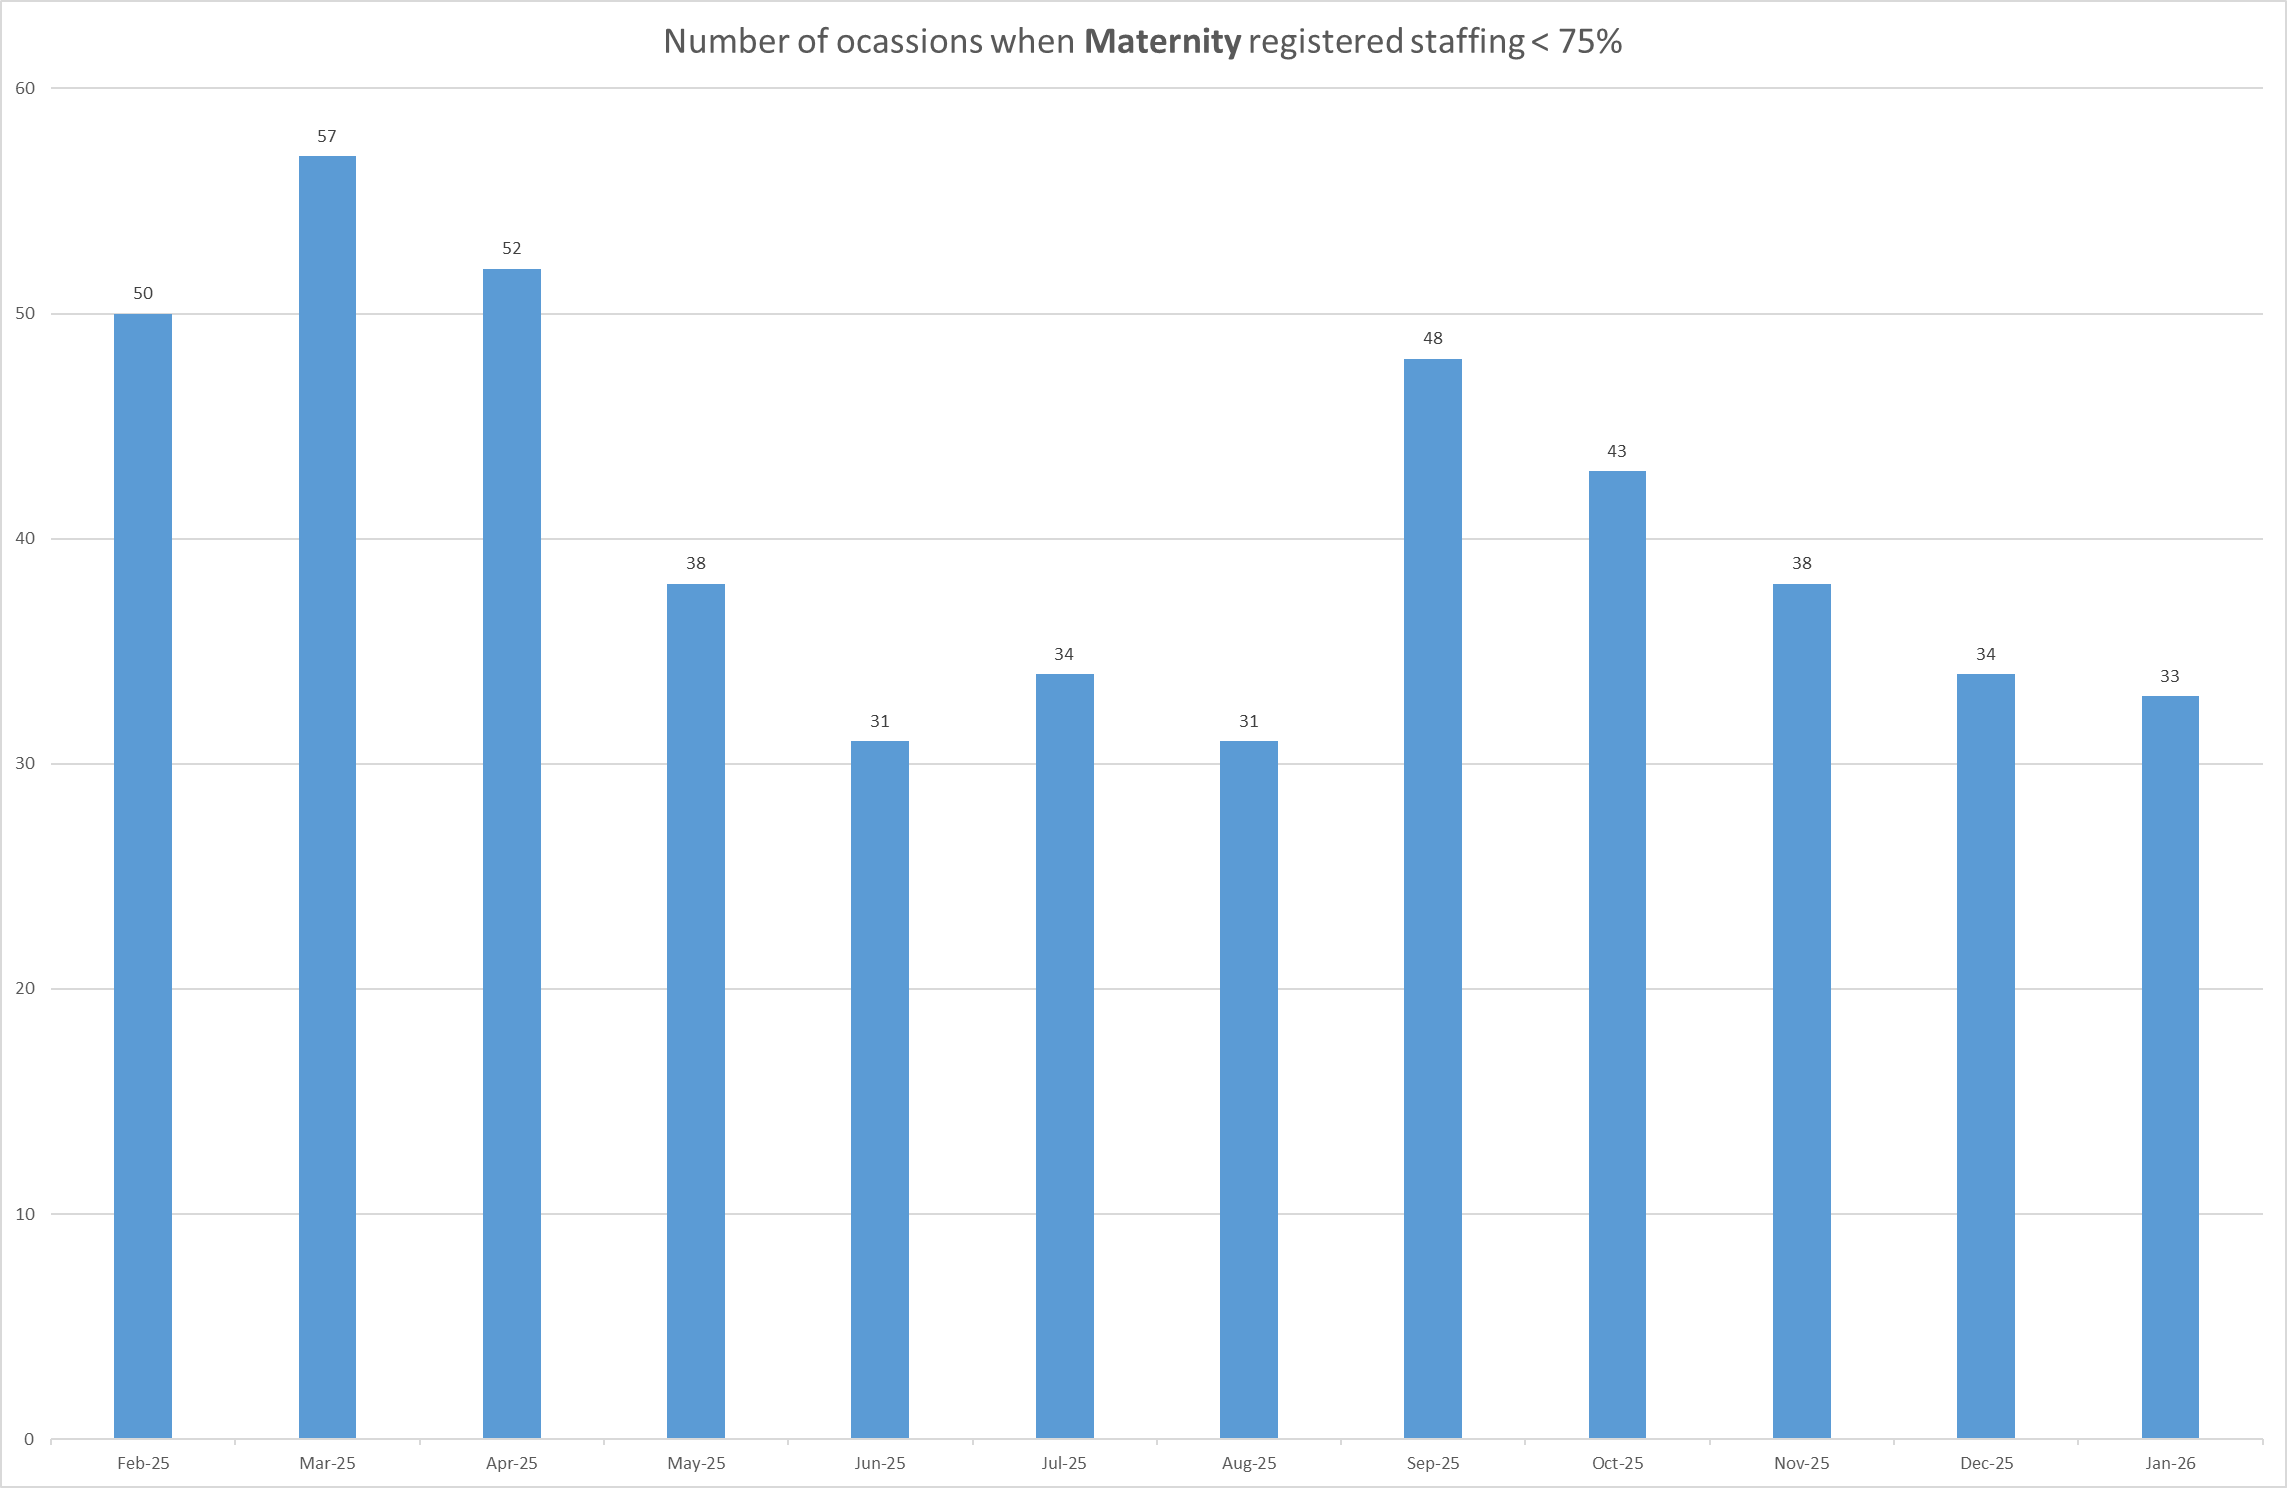 Number of ocassions when Maternity registered staffing < 75%
60
50
40
30
20
10
0
50
57
52
38
31
34
31
48
43
38
34
33
Feb-25
Mar-25
Apr-25
May-25
Jun-25
Jul-25
Aug-25
Sep-25
Oct-25
Nov-25
Dec-25
Jan-26